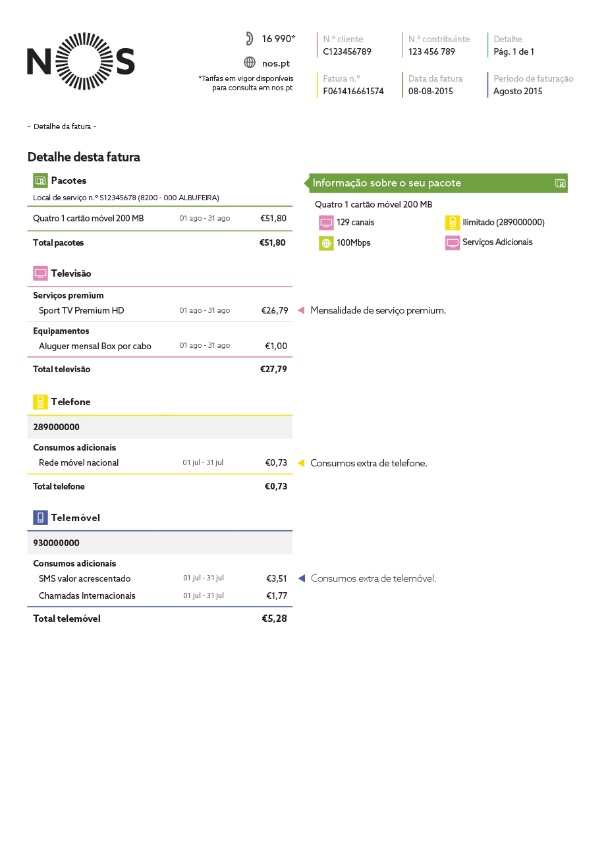 NOS
16 990*
nos.pt
*Tarifas em vigor disponíveis
para consulta em nos.pt
N.º cliente
C123456789
N.º contribuinte
123 456 789
Detalhe
Pág. 1 de 1
Fatura n.º
F061416661574
Data da fatura
08-08-2015
Periodo de faturação
Agosto 2015
– Detalhe da fatura –
Detalhe desta fatura
Pacotes
Local de serviço n.º S12345678 (8200 - 000 ALBUFEIRA)
Quatro 1 cartão móvel 200 MB 01 ago - 31 ago €51,80
Total pacotes €51,80
Informação sobre o seu pacote
Quatro 1 cartão móvel 200 MB
129 canais Ilimitado (289000000)
100Mbps Serviços Adicionais
Televisão
Serviços premium
Sport TV Premium HD 01 ago - 31 ago €26,79 Mensalidade de serviço premium.
Equipamentos
Aluguer mensal Box por cabo 01 ago - 31 ago €1,00
Total televisão €27,79
Telefone
289000000
Consumos adicionais
Rede móvel nacional 01 jul - 31 jul €0,73 Consumos extra de telefone.
Total telefone €0,73
Telemóvel
930000000
Consumos adicionais
SMS valor acrescentado 01 jul - 31 jul €3,51 Consumos extra de telemóvel.
Chamadas Internacionais 01 jul - 31 jul €1,77
Total telemóvel €5,28